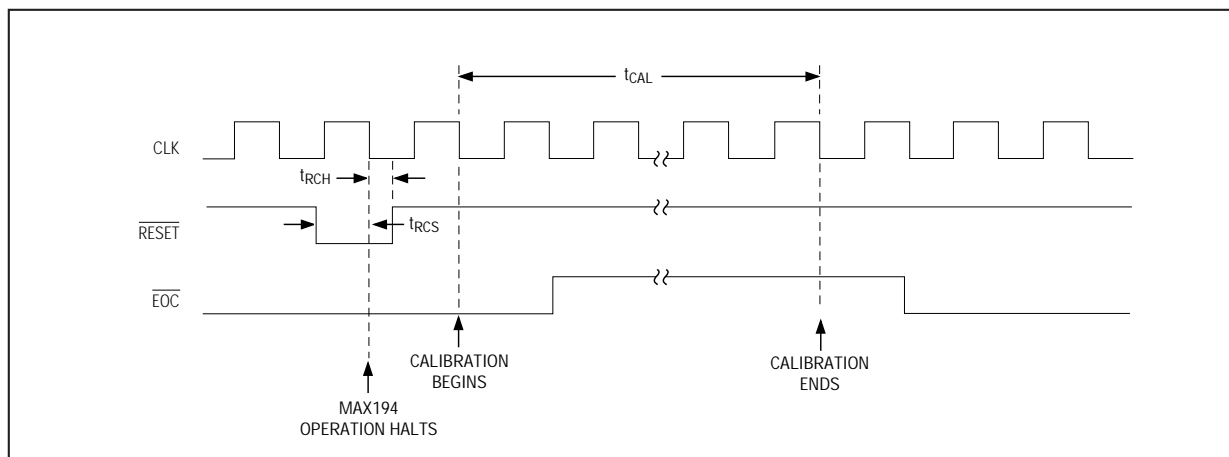 tCAL
CLK
tRCH
RESET
tRCS
EOC
CALIBRATION
BEGINS
CALIBRATION
ENDS
MAX194
OPERATION HALTS